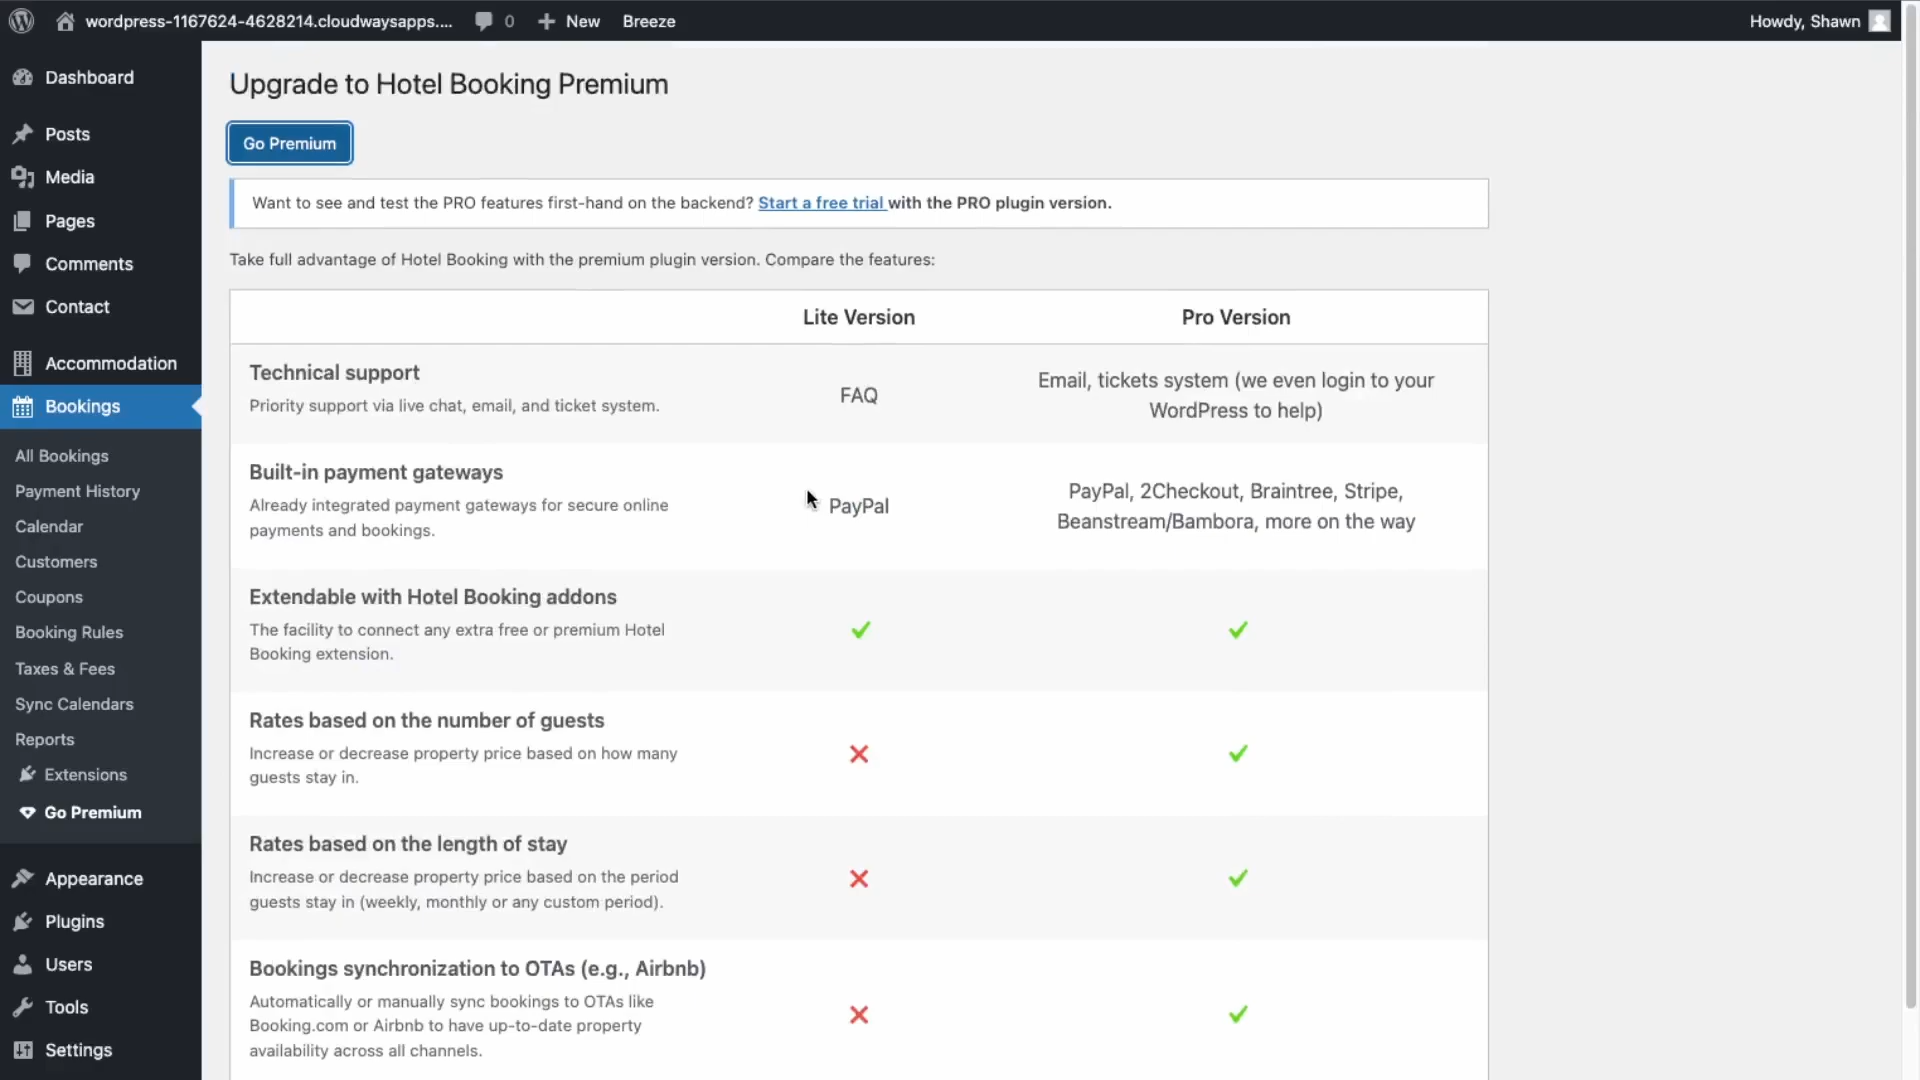 wordpress-1167624-4628214.cloudwaysapps....
0
New
Breeze
Howdy, Shawn
Dashboard
Posts
Media
Pages
Comments
Contact
Accommodation
Bookings
All Bookings
Payment History
Calendar
Customers
Coupons
Booking Rules
Taxes & Fees
Sync Calendars
Reports
Extensions
Go Premium
Appearance
Plugins
Users
Tools
Settings
Upgrade to Hotel Booking Premium
Go Premium
Want to see and test the PRO features first-hand on the backend? Start a free trial with the PRO plugin version.
Take full advantage of Hotel Booking with the premium plugin version. Compare the features:
Lite Version
Pro Version
Technical support
Priority support via live chat, email, and ticket system.
FAQ
Email, tickets system (we even login to your
WordPress to help)
Built-in payment gateways
Already integrated payment gateways for secure online
payments and bookings.
PayPal
PayPal, 2Checkout, Braintree, Stripe,
Beanstream/Bambora, more on the way
Extendable with Hotel Booking addons
The facility to connect any extra free or premium Hotel
Booking extension.
Rates based on the number of guests
Increase or decrease property price based on how many
guests stay in.
Rates based on the length of stay
Increase or decrease property price based on the period
guests stay in (weekly, monthly or any custom period).
Bookings synchronization to OTAs (e.g., Airbnb)
Automatically or manually sync bookings to OTAs like
Booking.com or Airbnb to have up-to-date property
availability across all channels.